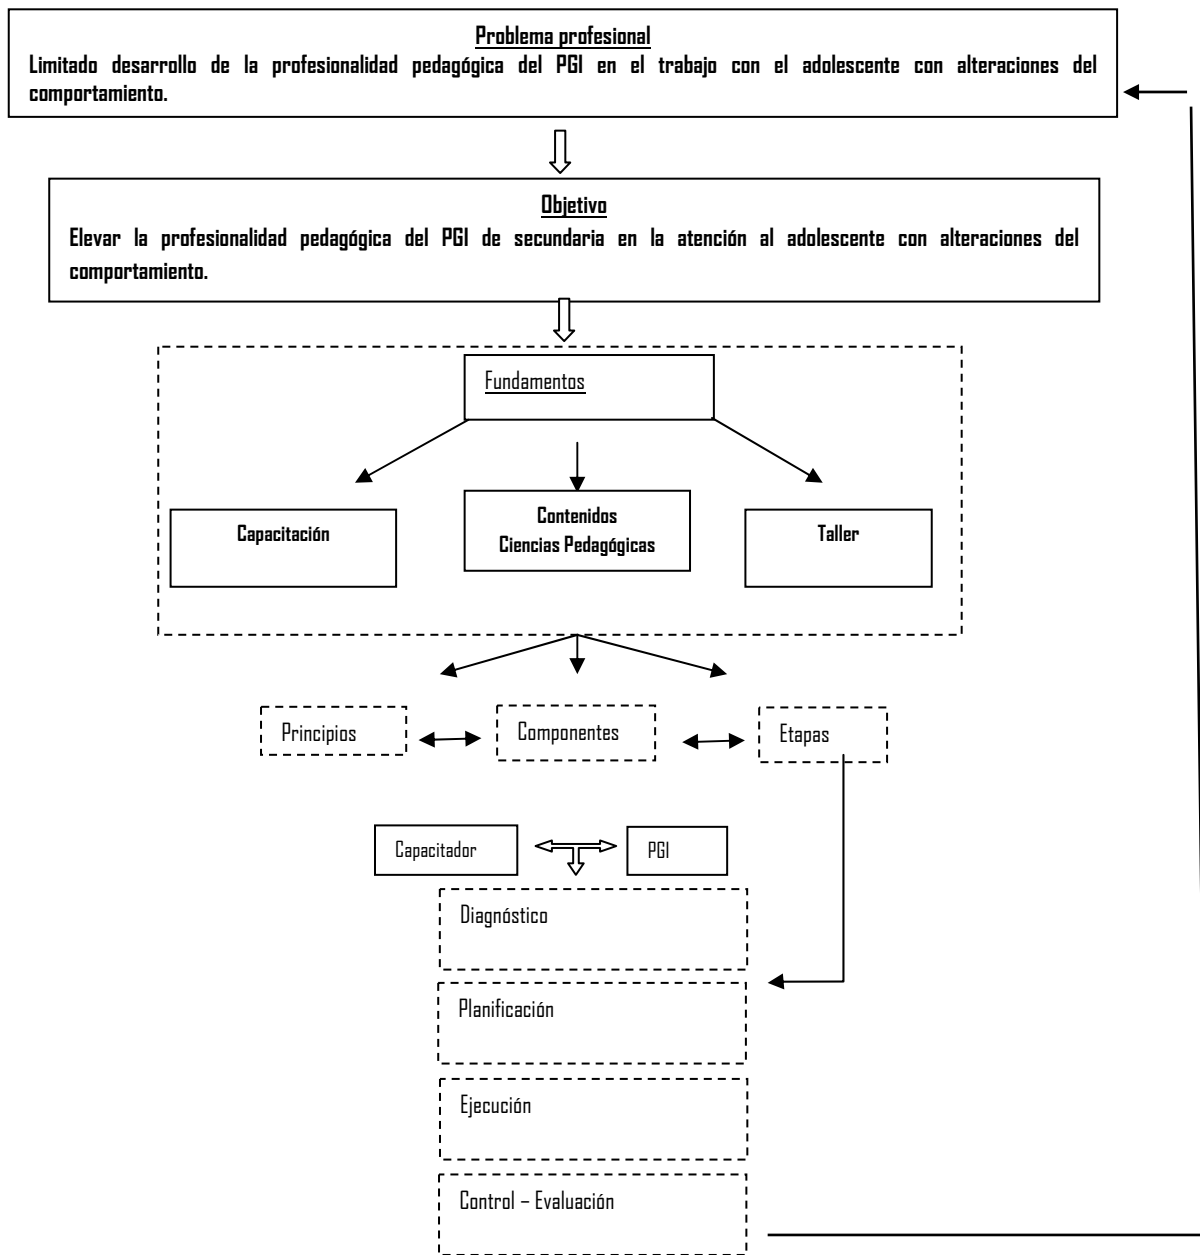 Problema profesional
Limitado desarrollo de la profesionalidad pedagógica del PGI en el trabajo con el adolescente con alteraciones del
comportamiento.
Objetivo
Elevar la profesionalidad pedagógica del PGI de secundaria en la atención al adolescente con alteraciones del
comportamiento.
Fundamentos
Capacitación
Contenidos
Ciencias Pedagógicas
Taller
Principios
Componentes
Etapas
Capacitador
PGI
Diagnóstico
Planificación
Ejecución
Control – Evaluación